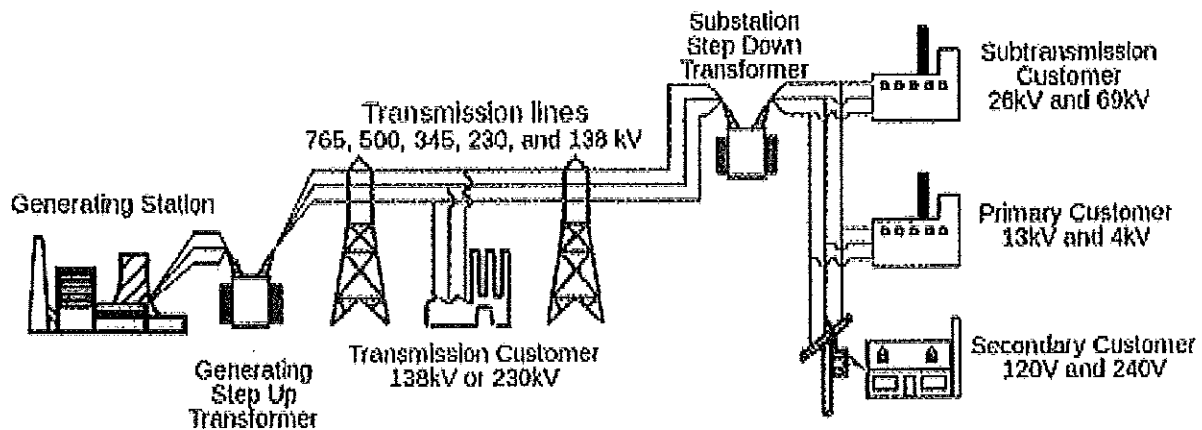 Substation
Step Down
Transformer
Subtransmission
Customer
26kV and 69kV
Transmission lines
765, 500, 345, 230, and 138 kV
Generating Station
Primary Customer
13kV and 4kV
Transmission Customer
138kV or 230kV
Generating
Step Up
Transformer
Secondary Customer
120V and 240V